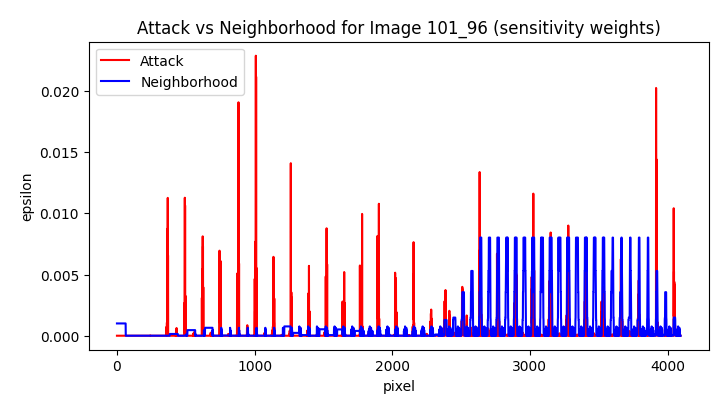 Attack vs Neighborhood for Image 101_96 (sensitivity weights)
Attack
Neighborhood
0.020
0.015
0.010
0.005
0.000
epsilon
0
1000
2000
3000
4000
pixel